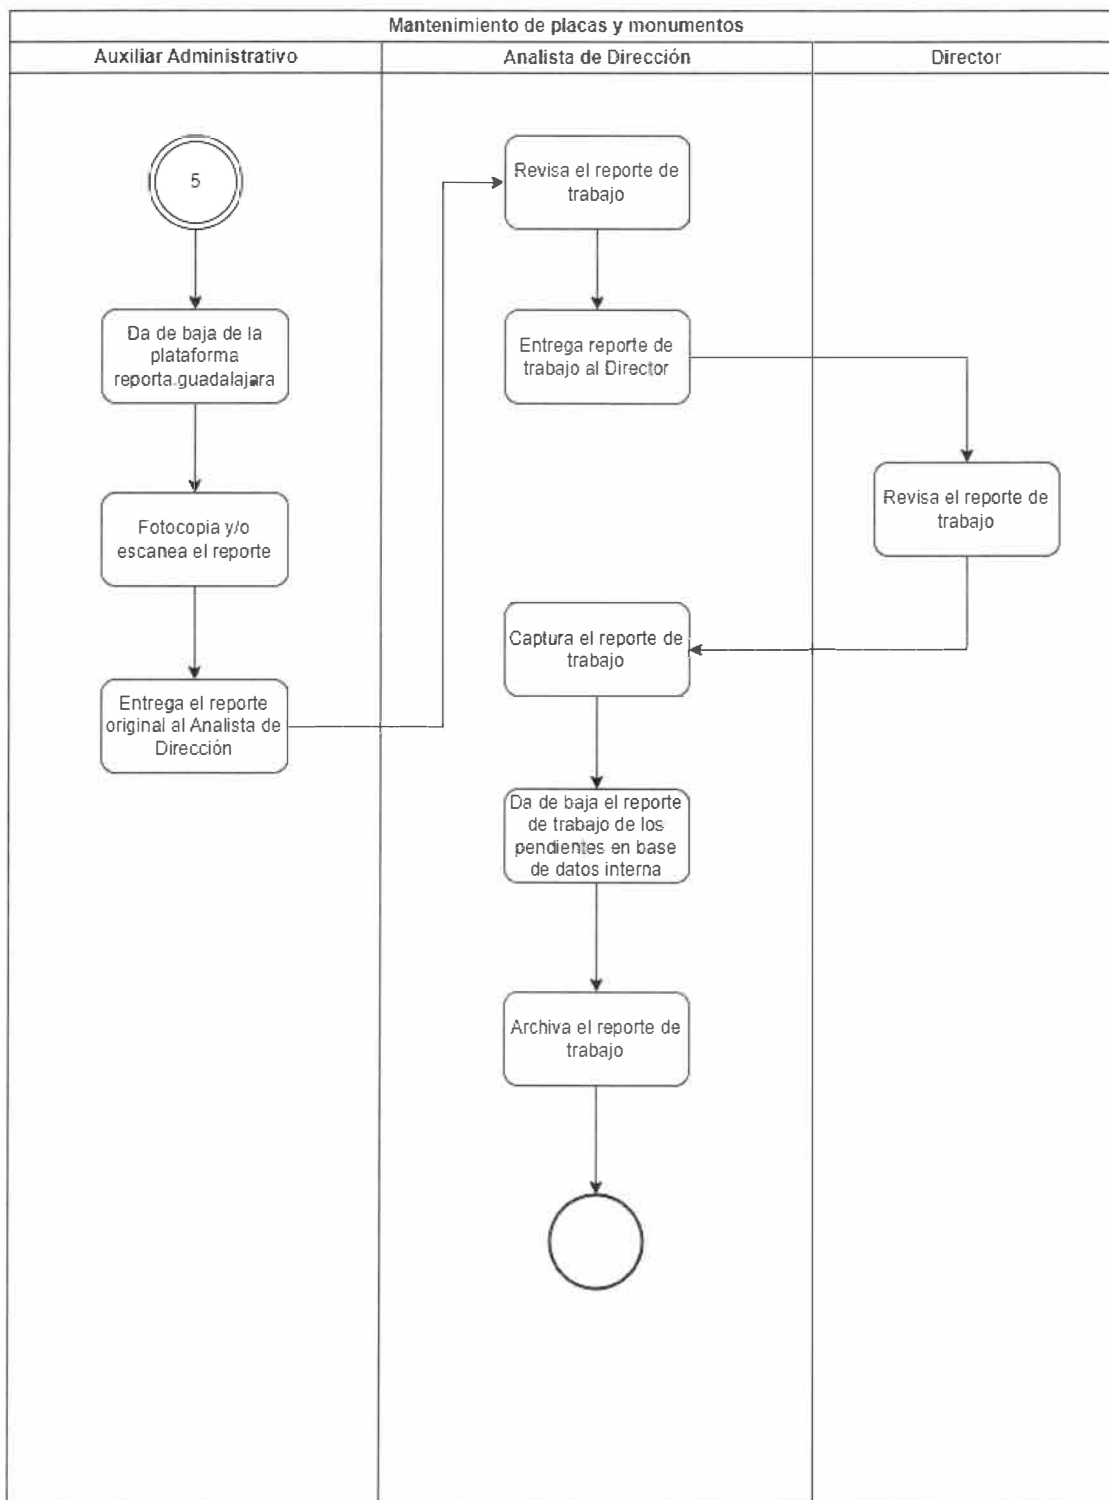 Mantenimiento de placas y monumentos
Auxiliar Administrativo
Analista de Dirección
Director
5
Da de baja de la
plataforma
reporta.guadalajara
Fotocopia y/o
escanea el reporte
Entrega el reporte
original al Analista de
Dirección
Revisa el reporte de
trabajo
Entrega reporte de
trabajo al Director
Revisa el reporte de
trabajo
Captura el reporte de
trabajo
Da de baja el reporte
de trabajo de los
pendientes en base
de datos interna
Archiva el reporte de
trabajo